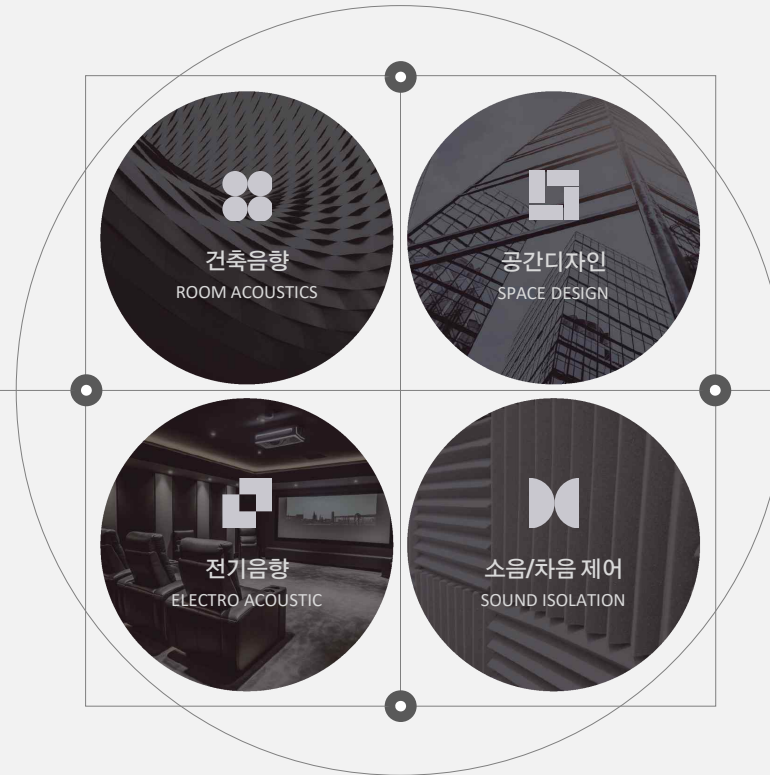 건축음향
ROOM ACOUSTICS
공간디자인
SPACE DESIGN
전기음향
ELECTRO ACOUSTIC
소음/차음 제어
SOUND ISOLATION